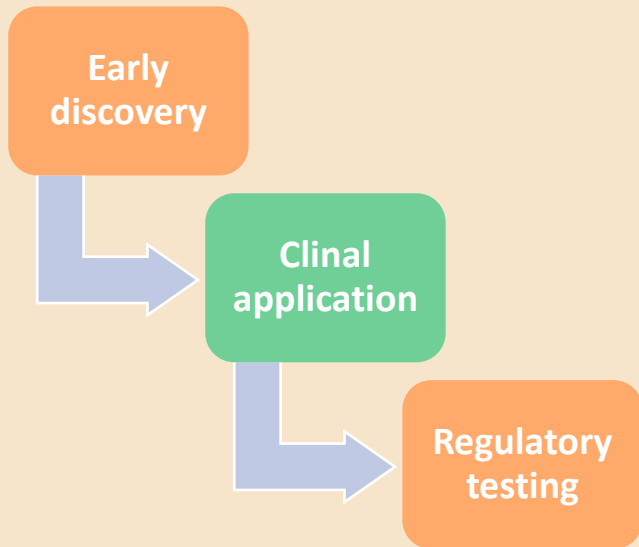 Early
discovery
Clinal
application
Regulatory
testing